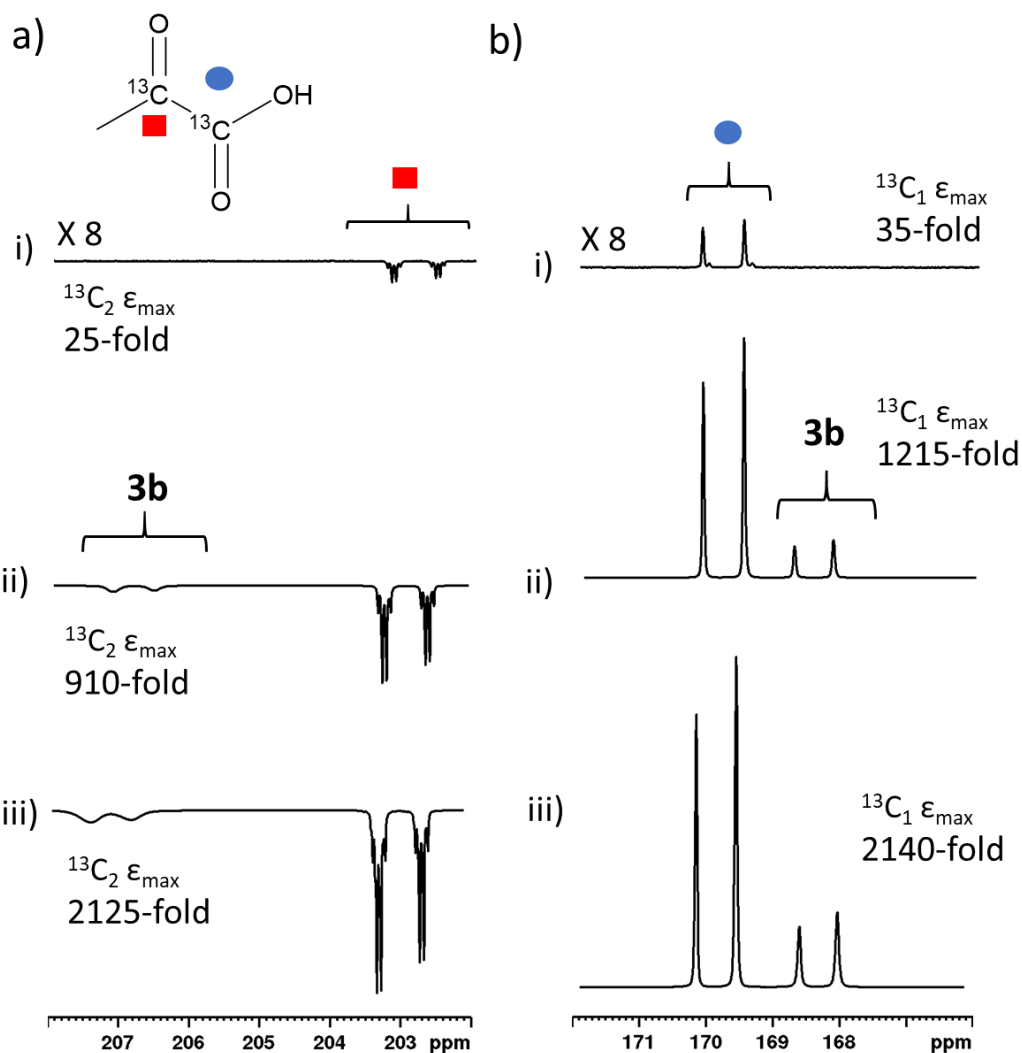 a)
O
¹³C
OH
¹³C
O
i)
X 8
¹³C₂ εmax
25-fold
3b
ii)
¹³C₂ εmax
910-fold
iii)
¹³C₂ εmax
2125-fold
207 206 205 204 203 ppm
b)
¹³C₁ εmax
35-fold
i)
X 8
¹³C₁ εmax
1215-fold
3b
ii)
iii)
¹³C₁ εmax
2140-fold
171 170 169 168 ppm